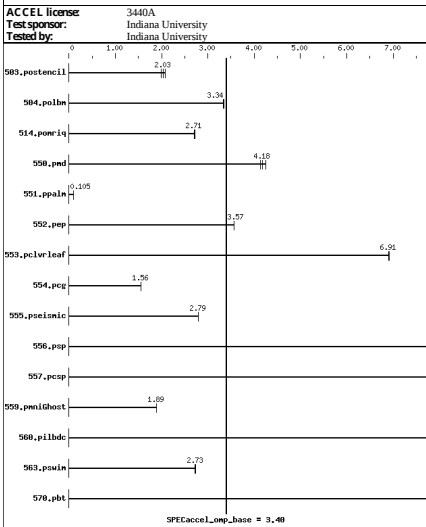 ACCEL license: 3440A
Test sponsor: Indiana University
Tested by: Indiana University
0 1.00 2.00 3.00 4.00 5.00 6.00 7.00
503.postencil 2.03
504.polbm 3.34
514.pomriq 2.71
550.pmd 4.18
551.ppalm 0.105
552.pep 3.57
553.pclvrleaf 6.91
554.pcg 1.56
555.pseismic 2.79
556.psp
557.pcsp
559.pmniGhost 1.89
560.pilbdc
563.pswim 2.73
570.pbt
SPECaccel_omp_base = 3.40